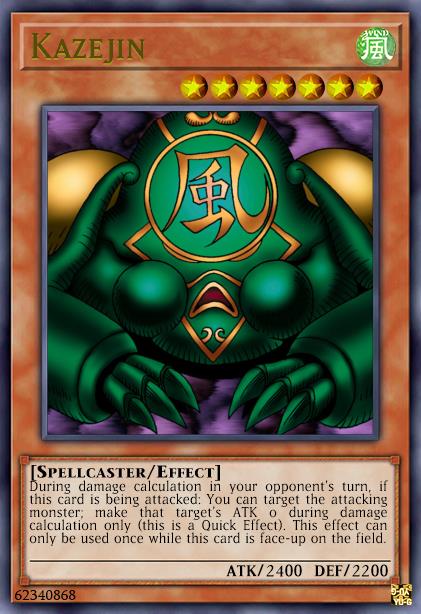 KAZEJIN
WIND
風
風
[SPELLCASTER/EFFECT]
During damage calculation in your opponent's turn, if
this card is being attacked: You can target the attacking
monster; make that target's ATK 0 during damage
calculation only (this is a Quick Effect). This effect can
only be used once while this card is face-up on the field.
ATK/2400 DEF/2200
62340868